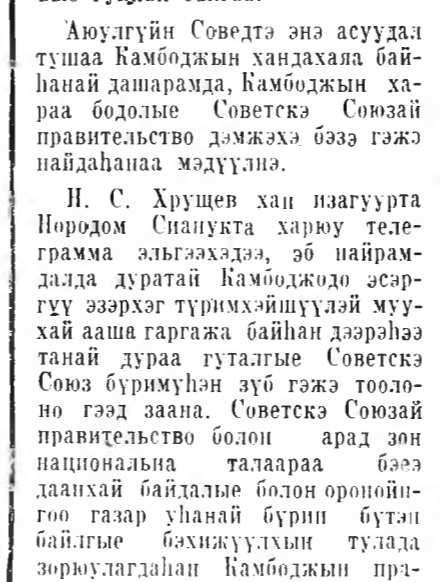 Аюулгүйн Соведтэ энэ асуудал
тушаа Камбоджын хандахаяа бай-
һанай дашарамда, Камбоджын ха-
раа бодолые Советскэ Союзай
правительство дэмжэхэ бэзэ гэжэ
найдаһанаа мэдүүлнэ.
Н. С. Хрущев хан изагуурта
Нородом Сианукта харюу теле-
грамма эльгээхэдээ, эб найрам-
далда дуратай Камбоджодо эсэр-
гүү эзэрхэг түримхэйшүүлэй муу-
хай ааша гаргажа байһан дээрэһээ
танай дураа гуталгые Советскэ
Союз бүримүһэн зүб гэжэ тооло-
но гээд заана. Советскэ Союзай
правительство болон арад зон
национальна талаараа бэеэ
даанхай байдалые болон оронойн-
гоо газар уһанай бүрин бүтэн
байлгые бэхижүүлхын тулада
зорюулагдаһан Камбоджын пра-